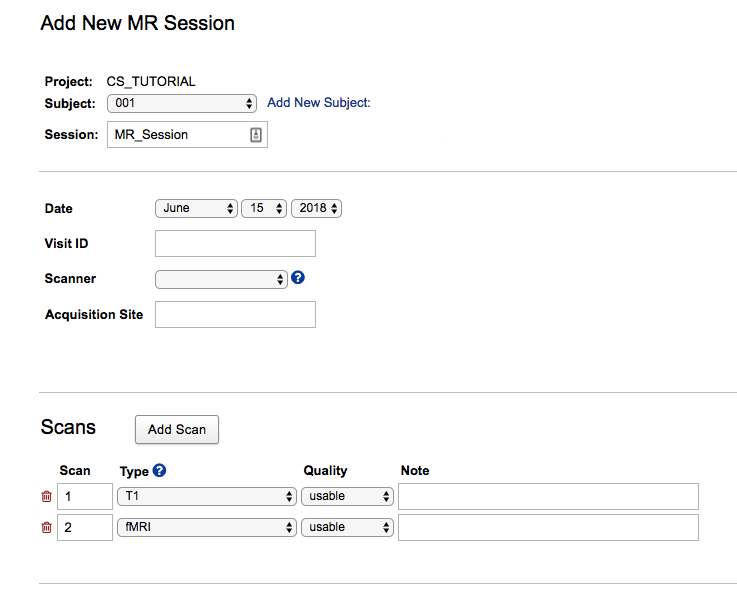 Add New MR Session
Project: CS_TUTORIAL
Subject: 001 Add New Subject:
Session: MR_Session
Date June 15 2018
Visit ID
Scanner ?
Acquisition Site
Scans Add Scan
Scan Type ? Quality Note
1 T1 usable
2 fMRI usable